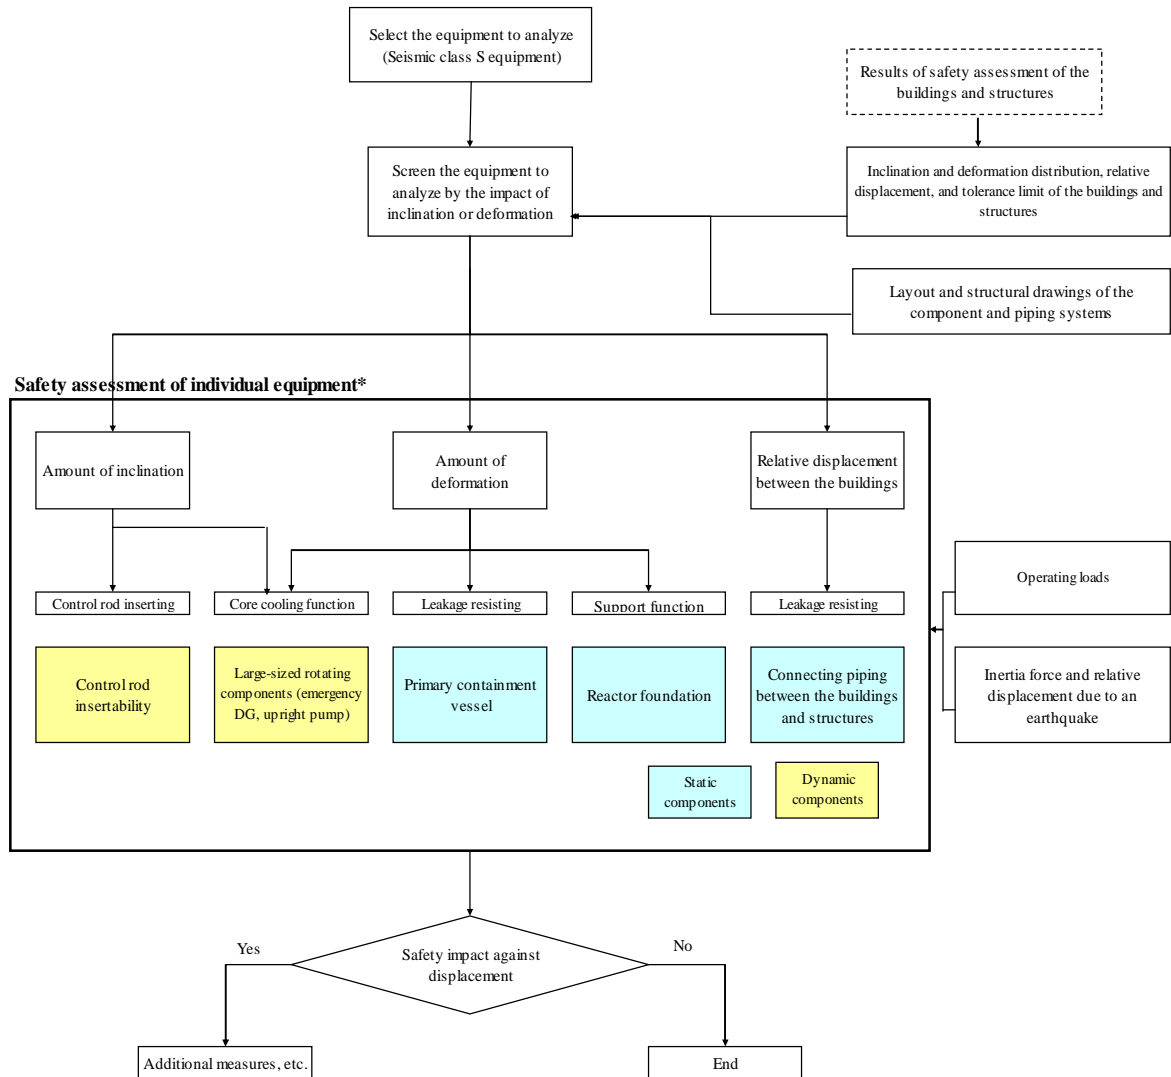 Select the equipment to analyze
(Seismic class S equipment)
Results of safety assessment of the
buildings and structures
Screen the equipment to
analyze by the impact of
inclination or deformation
Inclination and deformation distribution, relative
displacement, and tolerance limit of the buildings and
structures
Layout and structural drawings of the
component and piping systems
Safety assessment of individual equipment*
Amount of inclination
Amount of
deformation
Relative displacement
between the buildings
Operating loads
Control rod inserting
Core cooling function
Leakage resisting
Support function
Leakage resisting
Control rod
insertability
Large-sized rotating
components (emergency
DG, upright pump)
Primary containment
vessel
Reactor foundation
Connecting piping
between the buildings
and structures
Inertia force and relative
displacement due to an
earthquake
Static
components
Dynamic
components
Yes
Safety impact against
displacement
No
Additional measures, etc.
End